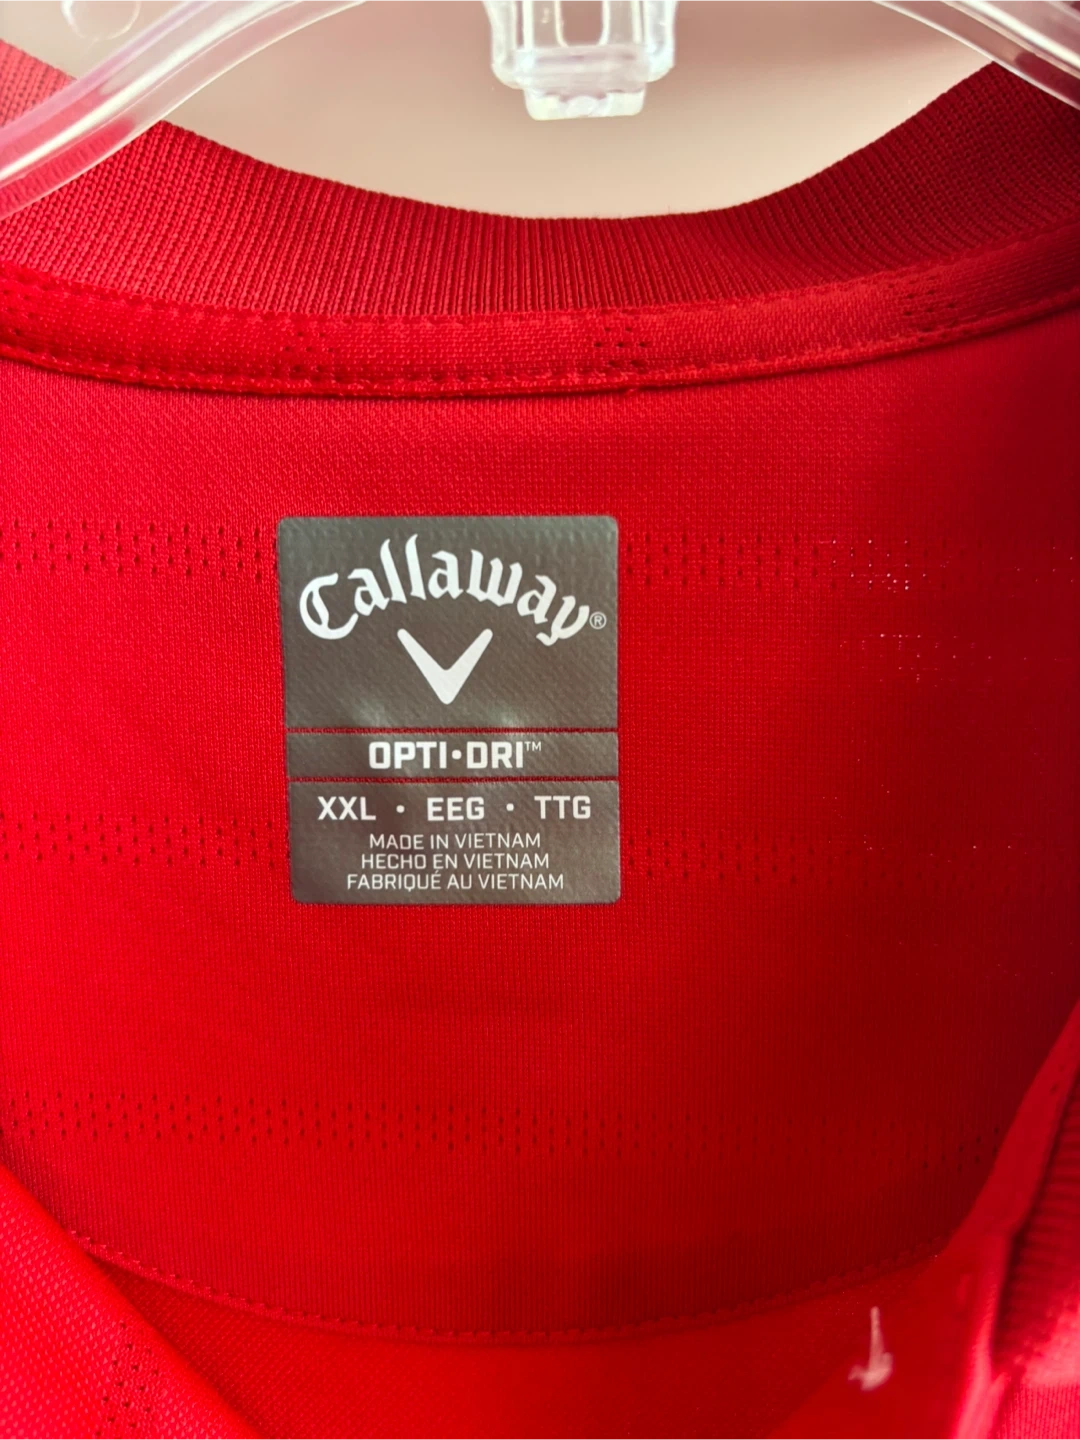 Callaway®
OPTI•DRI™
XXL • EEG • TTG
MADE IN VIETNAM
HECHO EN VIETNAM
FABRIQUÉ AU VIETNAM